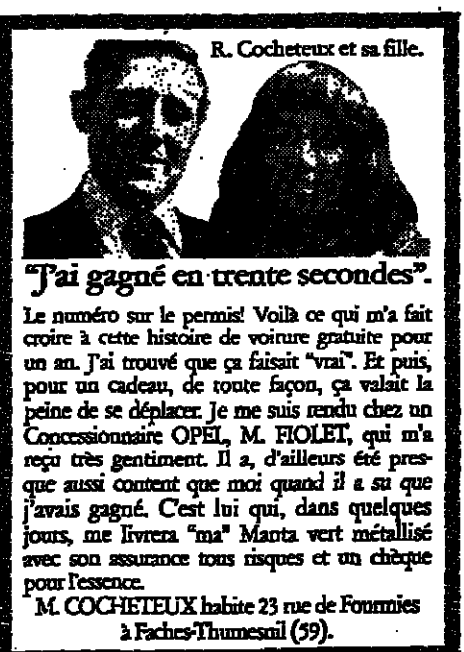 R. Cocheteux et sa fille.
"J'ai gagné en trente secondes".
Le numéro sur le permis! Voilà ce qui m'a fait
croire à cette histoire de voiture gratuite pour
un an. J'ai trouvé que ça faisait "vrai". Et puis,
pour un cadeau, de toute façon, ça valait la
peine de se déplacer. Je me suis rendu chez un
Concessionnaire OPEL, M. FIOLET, qui m'a
reçu très gentiment. Il a, d'ailleurs été pres-
que aussi content que moi quand il a su que
j'avais gagné. C'est lui qui, dans quelques
jours, me livrera "ma" Manta vert métallisé
avec son assurance tous risques et un chèque
pour l'essence.
M. COCHETEUX habite 23 rue de Fourmies
à Faches-Thumesnil (59).